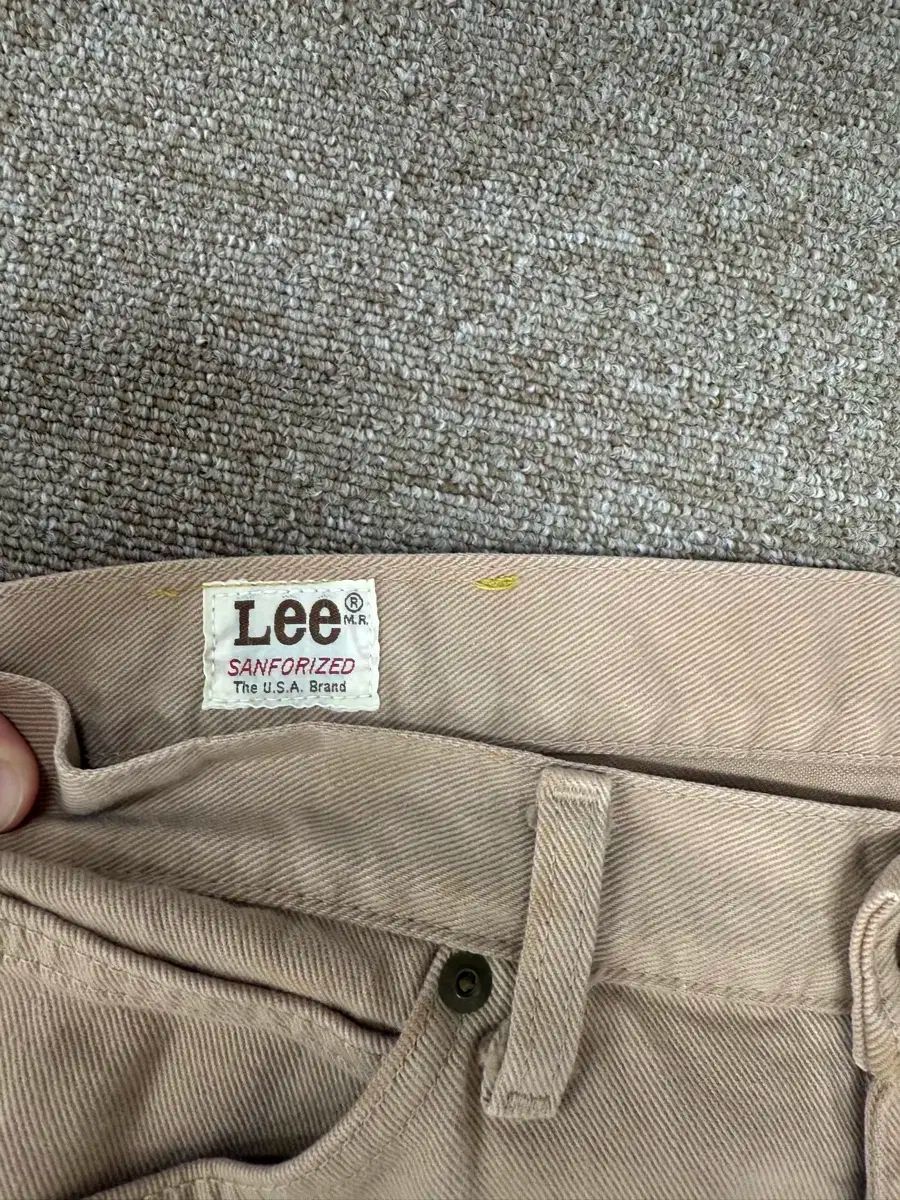 Lee®
M.R.
SANFORIZED
The U.S.A. Brand